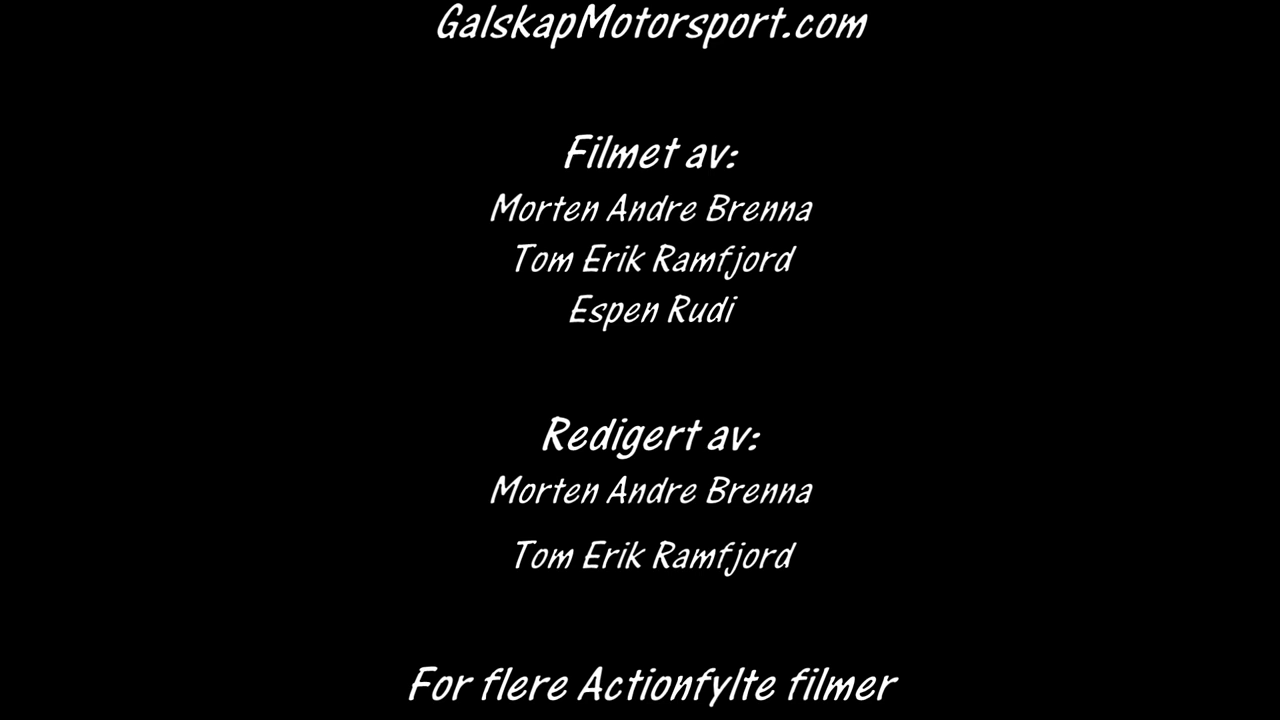 GalskapMotorsport.com
Filmet av:
Morten Andre Brenna
Tom Erik Ramfjord
Espen Rudi
Redigert av:
Morten Andre Brenna
Tom Erik Ramfjord
For flere Actionfylte filmer